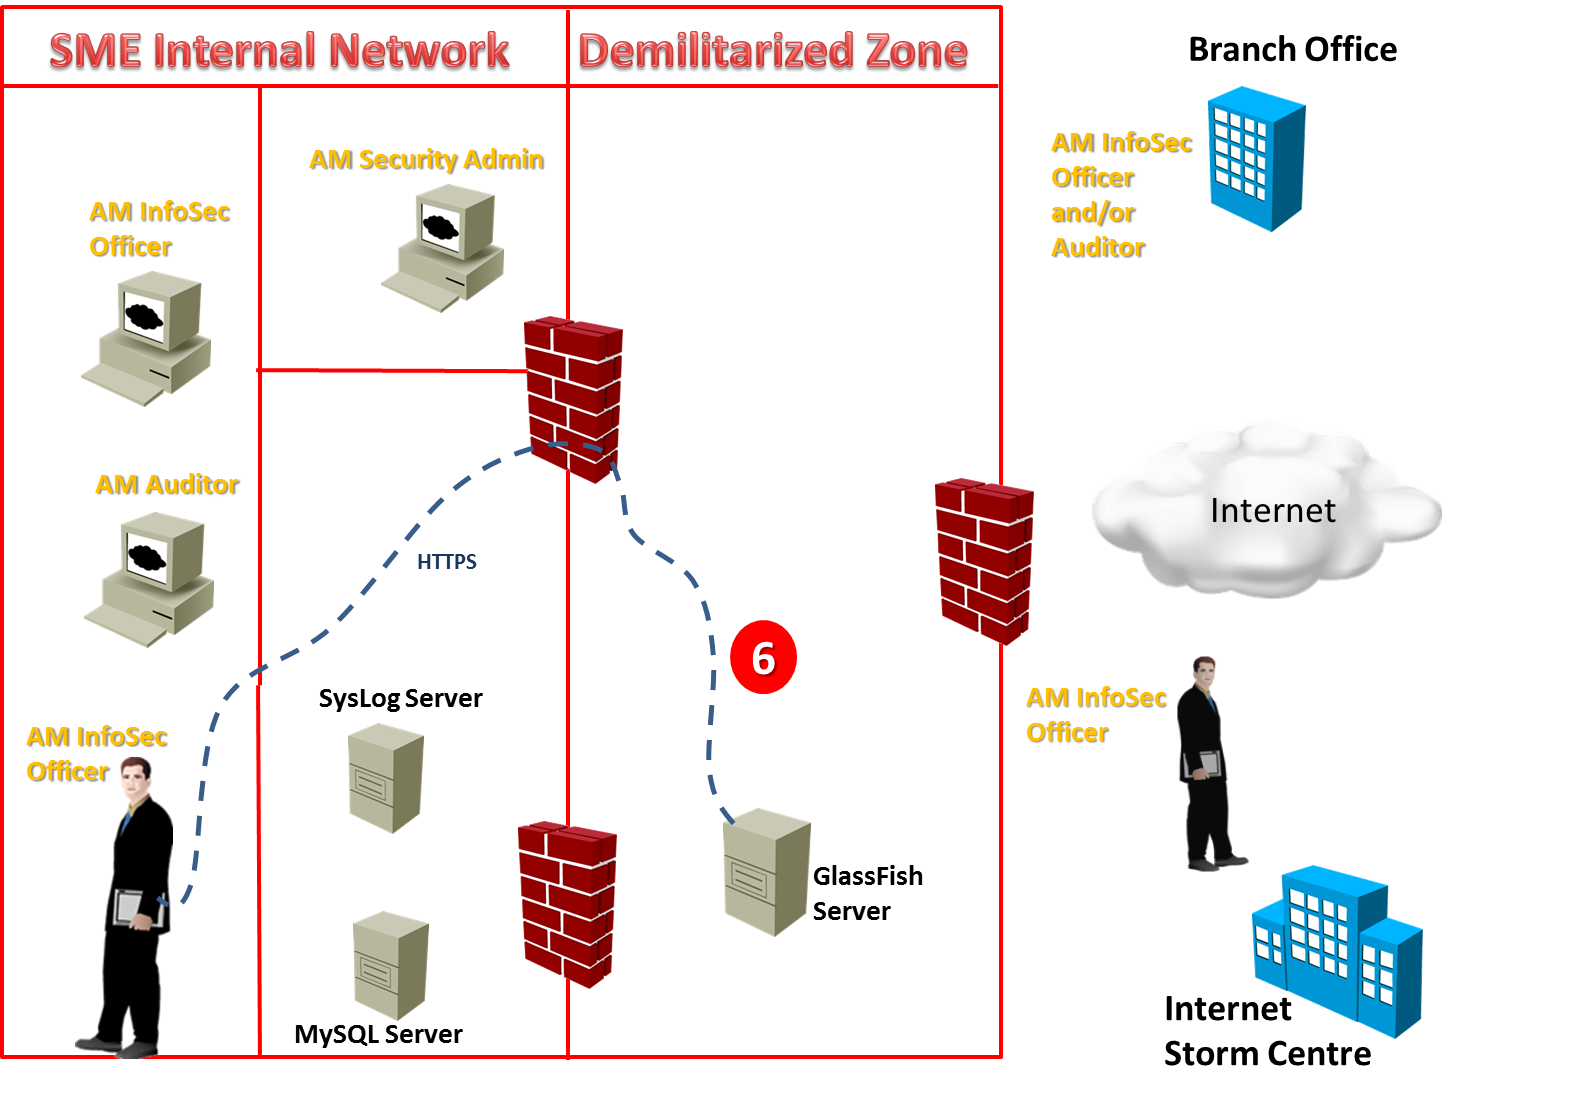 SME Internal Network
Demilitarized Zone
Branch Office
AM Security Admin
AM InfoSec
Officer
and/or
Auditor
AM InfoSec
Officer
AM Auditor
Internet
HTTPS
6
SysLog Server
AM InfoSec
Officer
AM InfoSec
Officer
GlassFish
Server
MySQL Server
Internet
Storm Centre